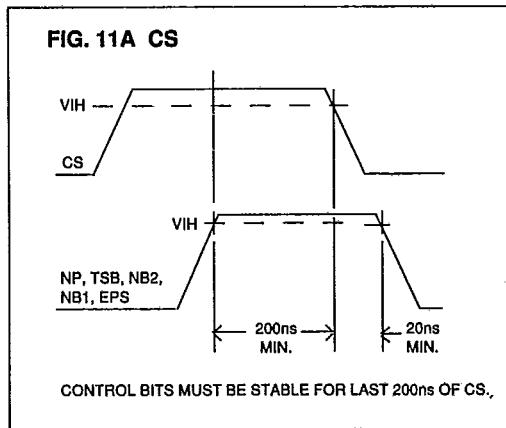 FIG. 11A CS
VIH
CS
VIH
NP, TSB, NB2,
NB1, EPS
200ns
MIN.
20ns
MIN.
CONTROL BITS MUST BE STABLE FOR LAST 200ns OF CS.